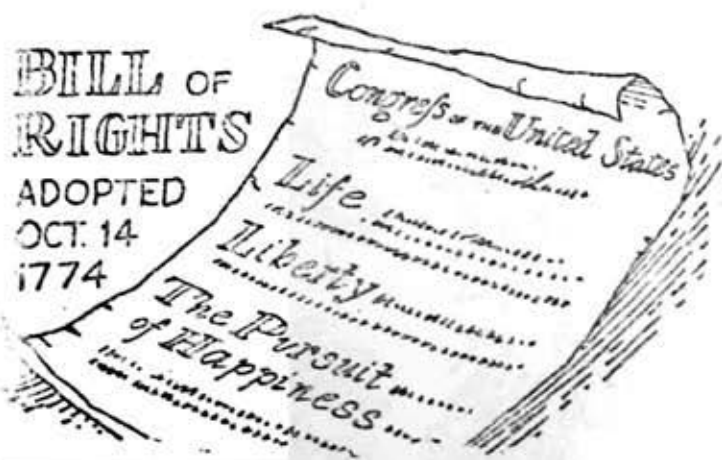 BILL OF
RIGHTS
ADOPTED
OCT. 14
1774
Congreſs OF THE United States
Life
Liberty
The Pursuit
of Happiness